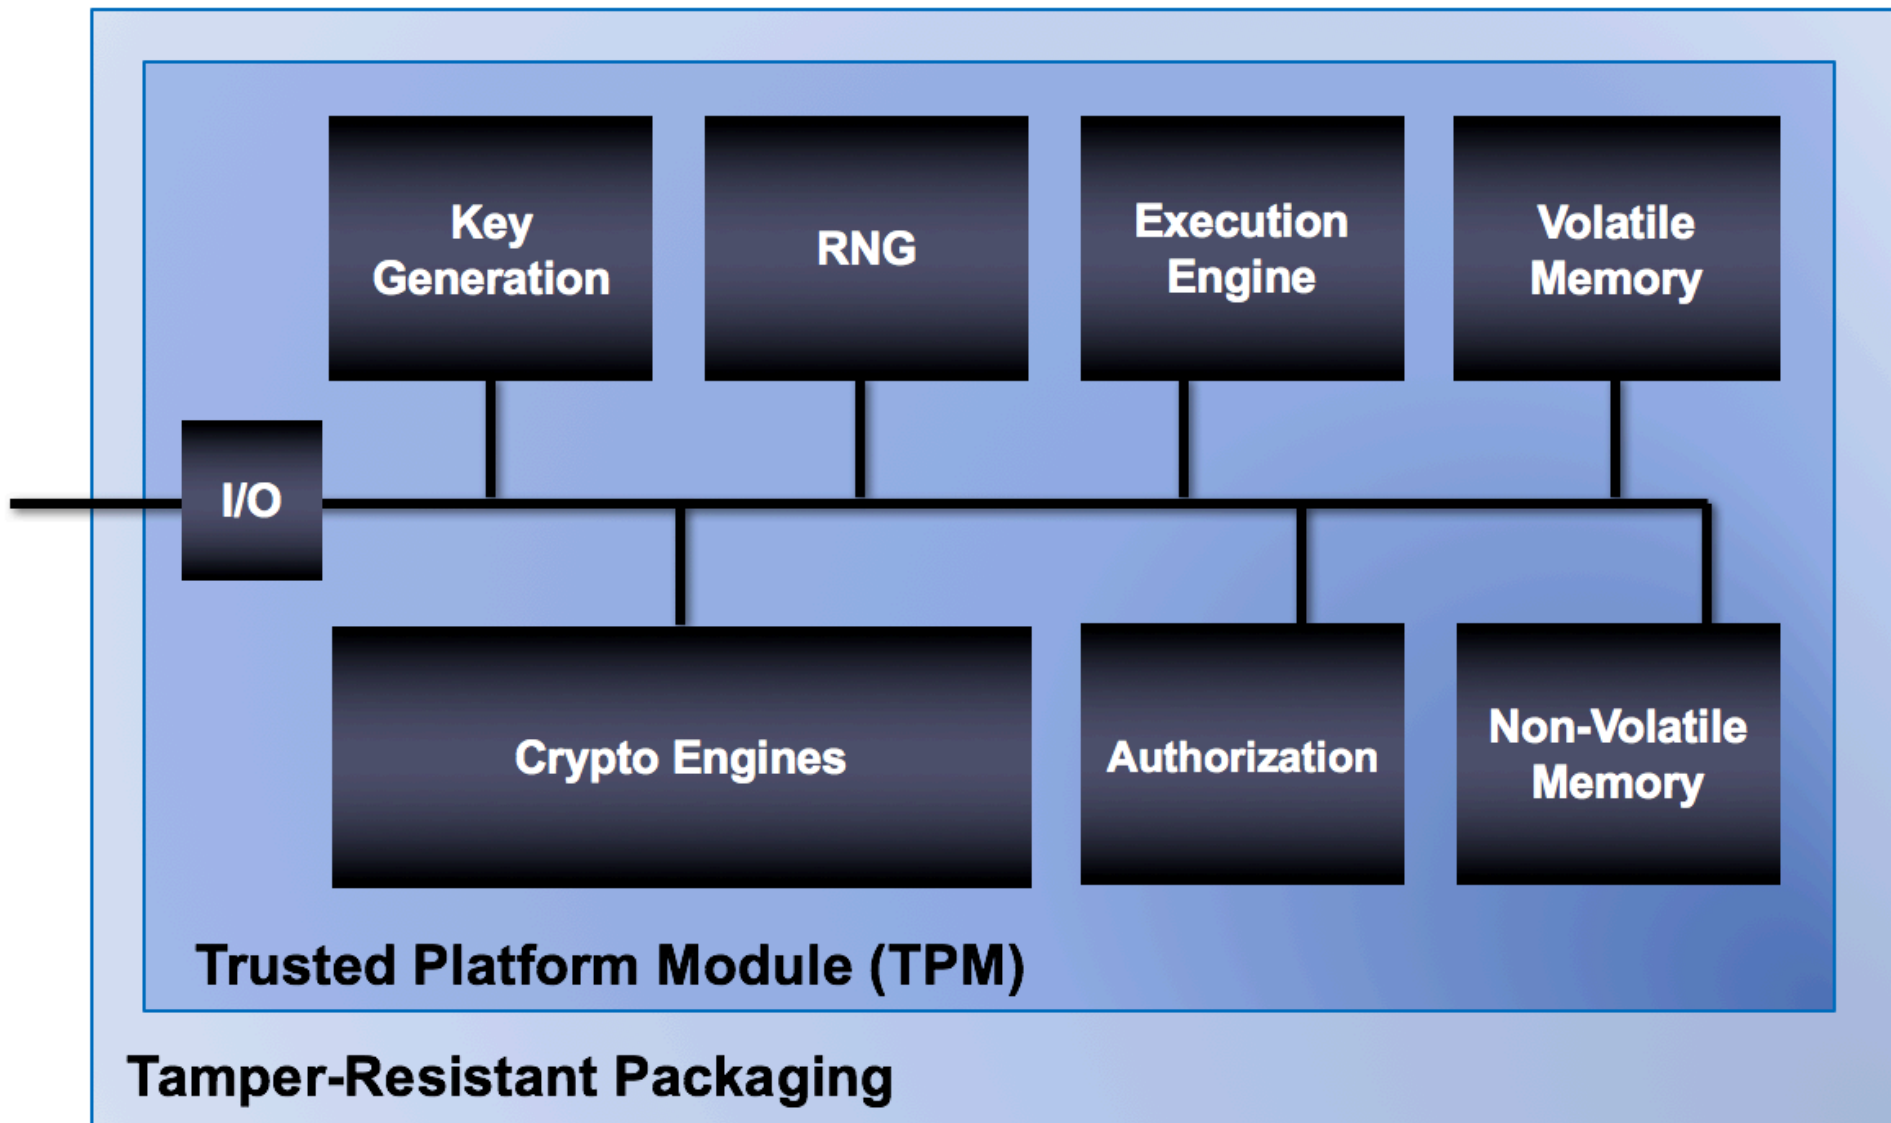 Key
Generation
RNG
Execution
Engine
Volatile
Memory
I/O
Crypto Engines
Authorization
Non-Volatile
Memory
Trusted Platform Module (TPM)
Tamper-Resistant Packaging